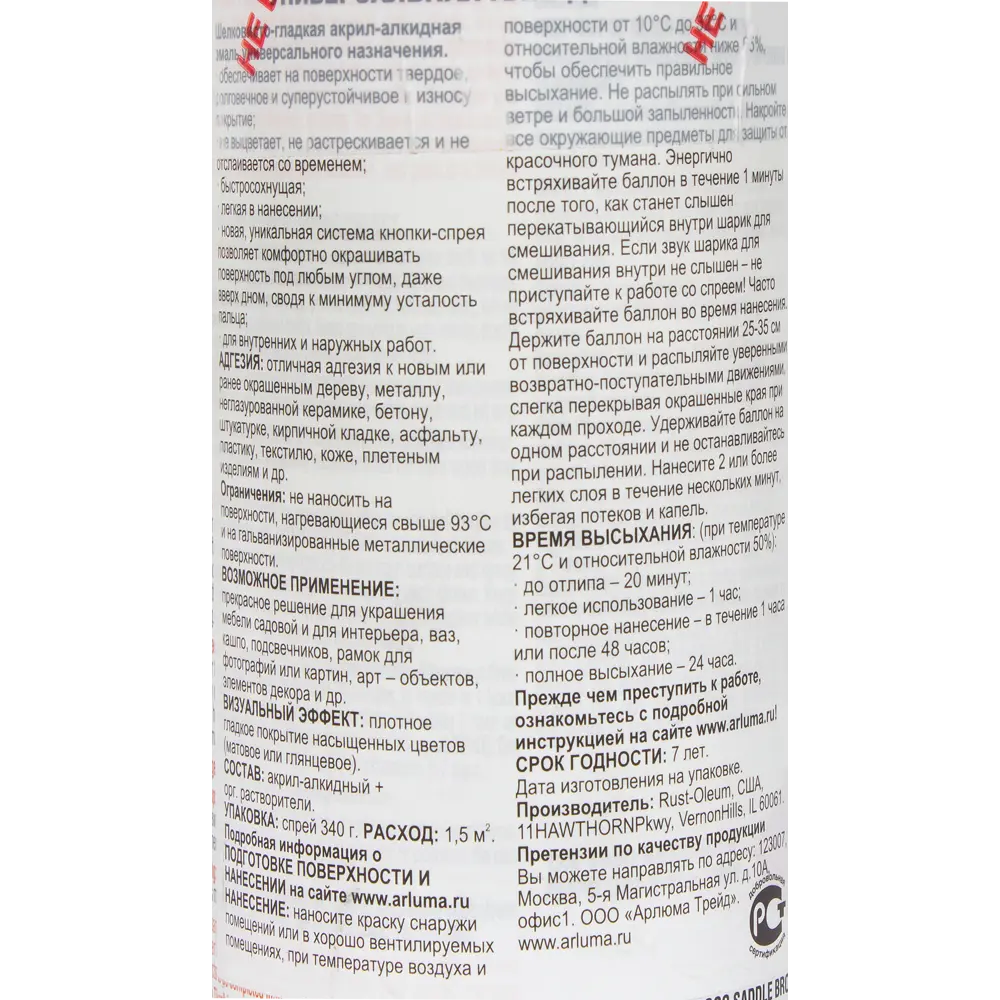 Шелковисто-гладкая акрил-алкидная
эмаль универсального назначения.
обеспечивает на поверхности твердое,
долговечное и суперустойчивое к износу
покрытие;
не выцветает, не растрескивается и не
отслаивается со временем;
· быстросохнущая;
· легкая в нанесении;
· новая, уникальная система кнопки-спрея
позволяет комфортно окрашивать
поверхность под любым углом, даже
вверх дном, сводя к минимуму усталость
пальца;
· для внутренних и наружных работ.
АДГЕЗИЯ: отличная адгезия к новым или
ранее окрашенным дереву, металлу,
неглазурованной керамике, бетону,
штукатурке, кирпичной кладке, асфальту,
пластику, текстилю, коже, плетеным
изделиям и др.
Ограничения: не наносить на
поверхности, нагревающиеся свыше 93°C
и на гальванизированные металлические
поверхности.
ВОЗМОЖНОЕ ПРИМЕНЕНИЕ:
прекрасное решение для украшения
мебели садовой и для интерьера, ваз,
кашпо, подсвечников, рамок для
фотографий или картин, арт – объектов,
элементов декора и др.
ВИЗУАЛЬНЫЙ ЭФФЕКТ: плотное
гладкое покрытие насыщенных цветов
(матовое или глянцевое).
СОСТАВ: акрил-алкидный +
орг. растворители.
УПАКОВКА: спрей 340 г. РАСХОД: 1,5 м².
Подробная информация о
ПОДГОТОВКЕ ПОВЕРХНОСТИ И
НАНЕСЕНИИ на сайте www.arluma.ru
НАНЕСЕНИЕ: наносите краску снаружи
помещений или в хорошо вентилируемых
помещениях, при температуре воздуха и
поверхности от 10°C до и
относительной влажности ниже
чтобы обеспечить правильное
высыхание. Не распылять при сильном
ветре и большой запыленности. Накройте
все окружающие предметы для защиты от
красочного тумана. Энергично
встряхивайте баллон в течение 1 минуты
после того, как станет слышен
перекатывающийся внутри шарик для
смешивания. Если звук шарика для
смешивания внутри не слышен – не
приступайте к работе со спреем! Часто
встряхивайте баллон во время нанесения.
Держите баллон на расстоянии 25-35 см
от поверхности и распыляйте уверенными
возвратно-поступательными движениями,
слегка перекрывая окрашенные края при
каждом проходе. Удерживайте баллон на
одном расстоянии и не останавливайтесь
при распылении. Нанесите 2 или более
легких слоя в течение нескольких минут,
избегая потеков и капель.
ВРЕМЯ ВЫСЫХАНИЯ: (при температуре
21°C и относительной влажности 50%):
· до отлипа – 20 минут;
· легкое использование – 1 час;
· повторное нанесение – в течение 1 часа
или после 48 часов;
· полное высыхание – 24 часа.
Прежде чем преступить к работе,
ознакомьтесь с подробной
инструкцией на сайте www.arluma.ru!
СРОК ГОДНОСТИ: 7 лет.
Дата изготовления на упаковке.
Производитель: Rust-Oleum, США,
11HAWTHORNPkwy, VernonHills, IL 60061.
Претензии по качеству продукции
Вы можете направлять по адресу: 123007,
Москва, 5-я Магистральная ул. д.10А,
офис1. ООО «Арлюма Трейд».
www.arluma.ru
добровольная
РСТ
сертификация
SADDLE